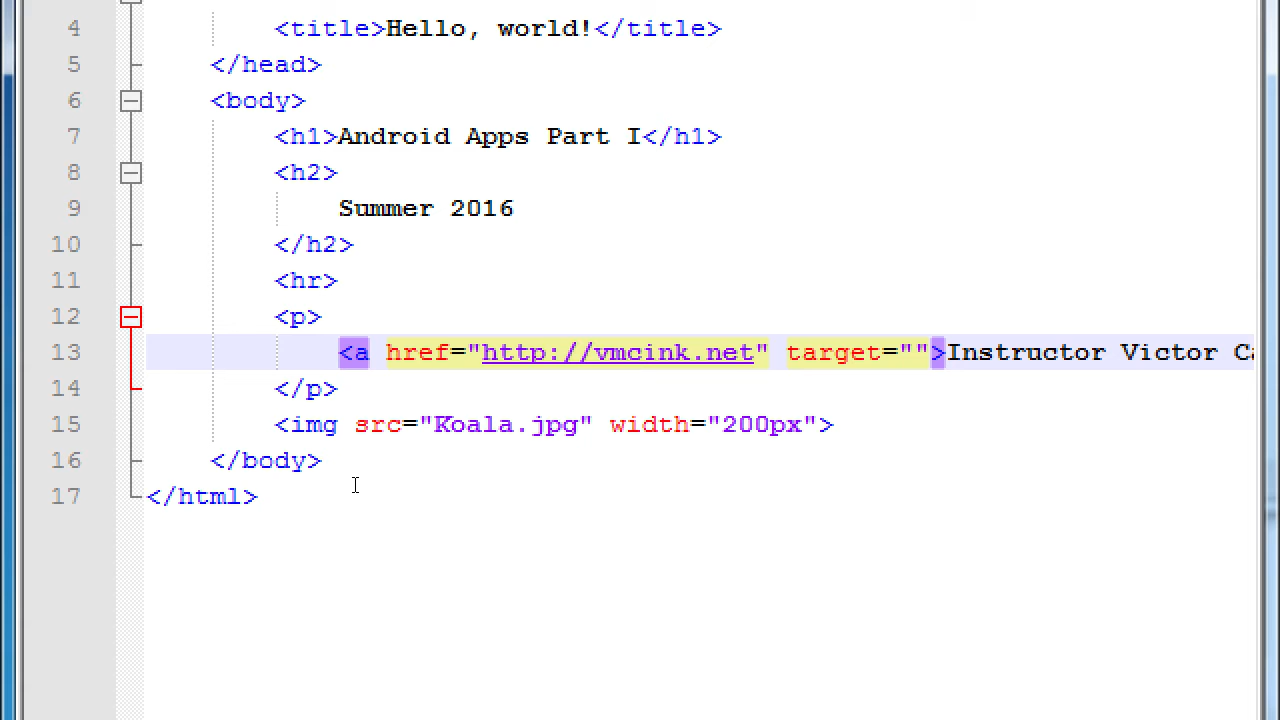 4 <title>Hello, world!</title>
5 </head>
6 <body>
7 <h1>Android Apps Part I</h1>
8 <h2>
9 Summer 2016
10 </h2>
11 <hr>
12 <p>
13 <a href="http://vmcink.net" target="">Instructor Victor
14 </p>
15 <img src="Koala.jpg" width="200px">
16 </body>
17 </html>